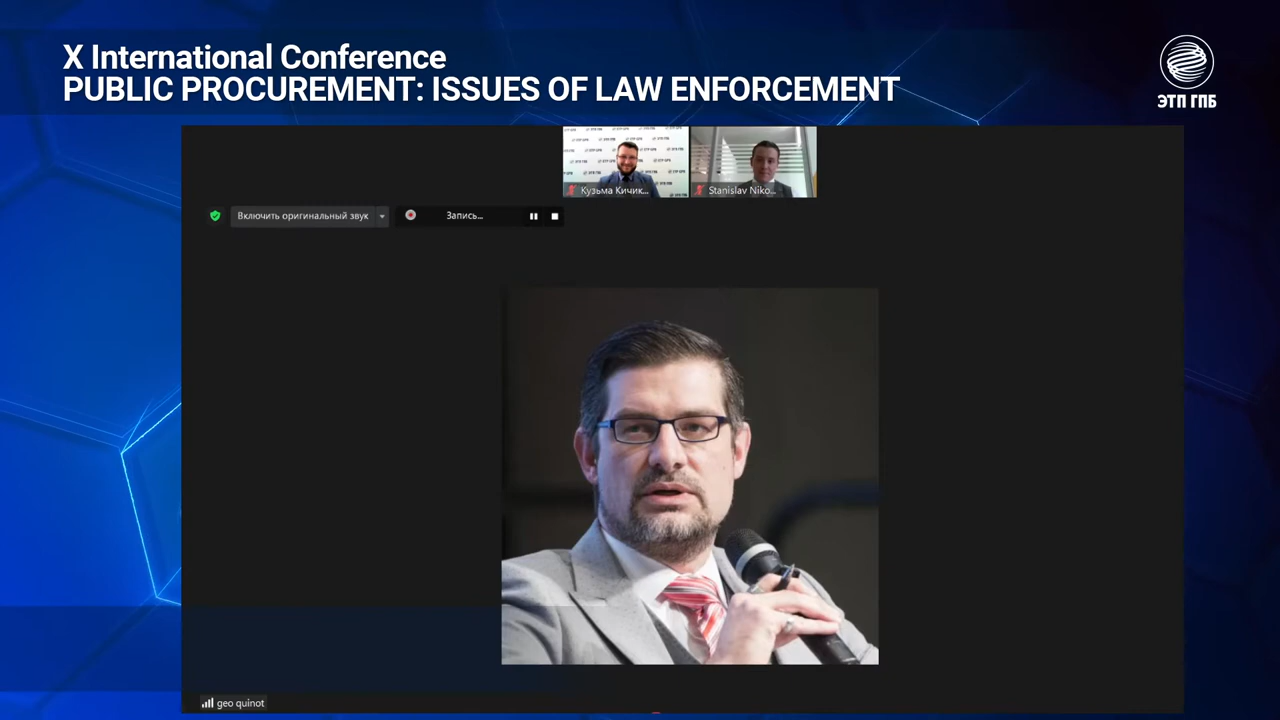 X International Conference
PUBLIC PROCUREMENT: ISSUES OF LAW ENFORCEMENT
ЭТП ГПБ
Кузьма Кичик...
Stanislav Niko...
Включить оригинальный звук
Запись...
geo quinot